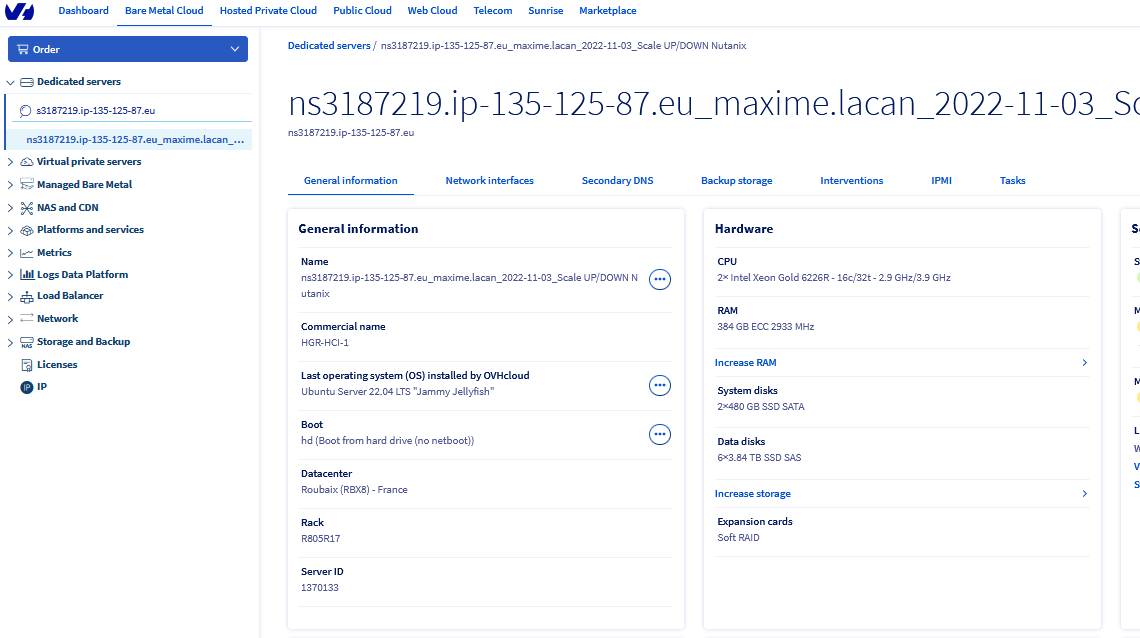 Dashboard Bare Metal Cloud Hosted Private Cloud Public Cloud Web Cloud Telecom Sunrise Marketplace
Order
Dedicated servers
s3187219.ip-135-125-87.eu
ns3187219.ip-135-125-87.eu_maxime.lacan_...
Virtual private servers
Managed Bare Metal
NAS and CDN
Platforms and services
Metrics
Logs Data Platform
Load Balancer
Network
NAS
Storage and Backup
Licenses
IP
IP
Dedicated servers / ns3187219.ip-135-125-87.eu_maxime.lacan_2022-11-03_Scale UP/DOWN Nutanix
ns3187219.ip-135-125-87.eu_maxime.lacan_2022-11-03_Sc
ns3187219.ip-135-125-87.eu
General information Network interfaces Secondary DNS Backup storage Interventions IPMI Tasks
General information
Name
ns3187219.ip-135-125-87.eu_maxime.lacan_2022-11-03_Scale UP/DOWN N
utanix
Commercial name
HGR-HCI-1
Last operating system (OS) installed by OVHcloud
Ubuntu Server 22.04 LTS "Jammy Jellyfish"
Boot
hd (Boot from hard drive (no netboot))
Datacenter
Roubaix (RBX8) - France
Rack
R805R17
Server ID
1370133
Hardware
CPU
2× Intel Xeon Gold 6226R - 16c/32t - 2.9 GHz/3.9 GHz
RAM
384 GB ECC 2933 MHz
Increase RAM
System disks
2×480 GB SSD SATA
Data disks
6×3.84 TB SSD SAS
Increase storage
Expansion cards
Soft RAID